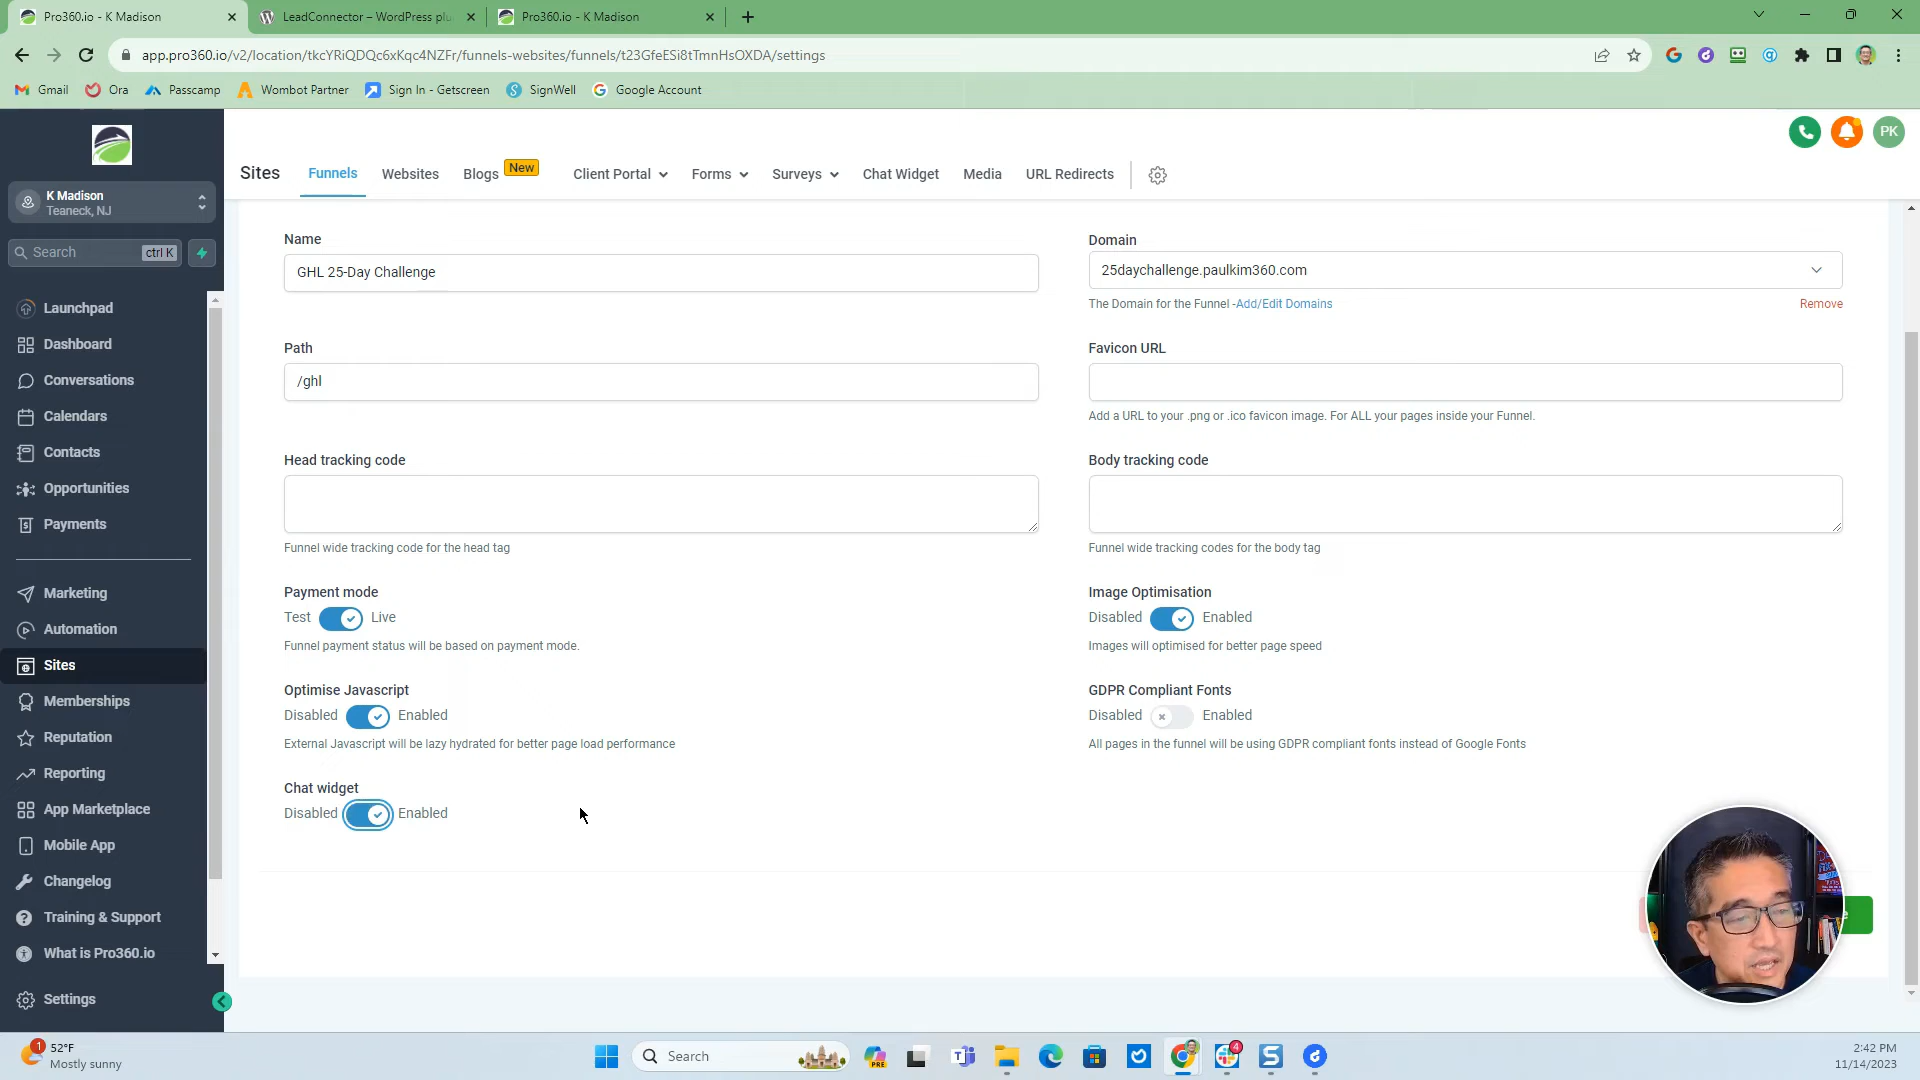 Pro360.io - K Madison
LeadConnector – WordPress plu
Pro360.io - K Madison
app.pro360.io/v2/location/tkcYRiQDQc6xKqc4NZFr/funnels-websites/funnels/t23GfeESi8tTmnHsOXDA/settings
Gmail
Ora
Passcamp
Wombot Partner
Sign In - Getscreen
SignWell
Google Account
K Madison
Teaneck, NJ
Search
ctrl K
Launchpad
Dashboard
Conversations
Calendars
Contacts
Opportunities
Payments
Marketing
Automation
Sites
Memberships
Reputation
Reporting
App Marketplace
Mobile App
Changelog
Training & Support
What is Pro360.io
Settings
PK
Sites
Funnels
Websites
Blogs
New
Client Portal
Forms
Surveys
Chat Widget
Media
URL Redirects
Name
GHL 25-Day Challenge
Domain
25daychallenge.paulkim360.com
The Domain for the Funnel -Add/Edit Domains
Remove
Path
/ghl
Favicon URL
Add a URL to your .png or .ico favicon image. For ALL your pages inside your Funnel.
Head tracking code
Funnel wide tracking code for the head tag
Body tracking code
Funnel wide tracking codes for the body tag
Payment mode
Test Live
Funnel payment status will be based on payment mode.
Image Optimisation
Disabled Enabled
Images will optimised for better page speed
Optimise Javascript
Disabled Enabled
External Javascript will be lazy hydrated for better page load performance
GDPR Compliant Fonts
Disabled Enabled
All pages in the funnel will be using GDPR compliant fonts instead of Google Fonts
Chat widget
Disabled Enabled
1
52°F
Mostly sunny
Search
PRE
4
2:42 PM
11/14/2023